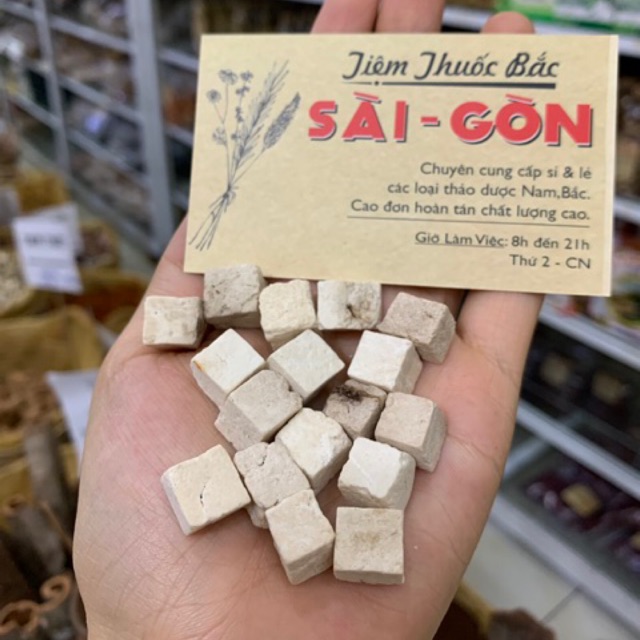 Tiệm Thuốc Bắc
SÀI-GÒN
Chuyên cung cấp sỉ & lẻ
các loại thảo dược Nam,Bắc.
Cao đơn hoàn tán chất lượng cao.
Giờ Làm Việc: 8h đến 21h
Thứ 2 - CN